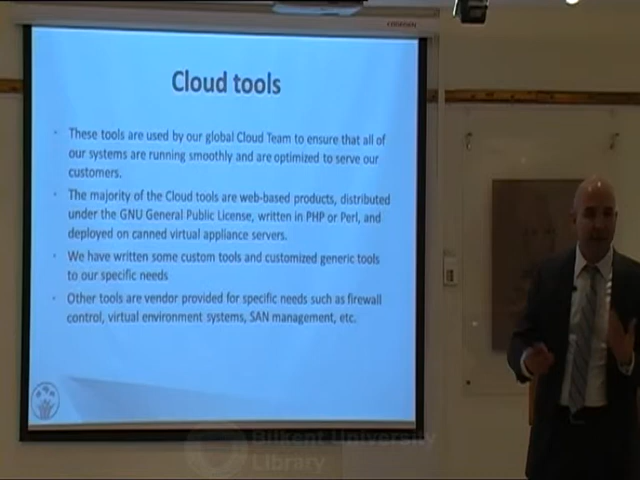 Cloud tools
These tools are used by our global Cloud Team to ensure that all of
our systems are running smoothly and are optimized to serve our
customers.
The majority of the Cloud tools are web-based products, distributed
under the GNU General Public License, written in PHP or Perl, and
deployed on canned virtual appliance servers.
We have written some custom tools and customized generic tools
to our specific needs
Other tools are vendor provided for specific needs such as firewall
control, virtual environment systems, SAN management, etc.
Bilkent University
Library